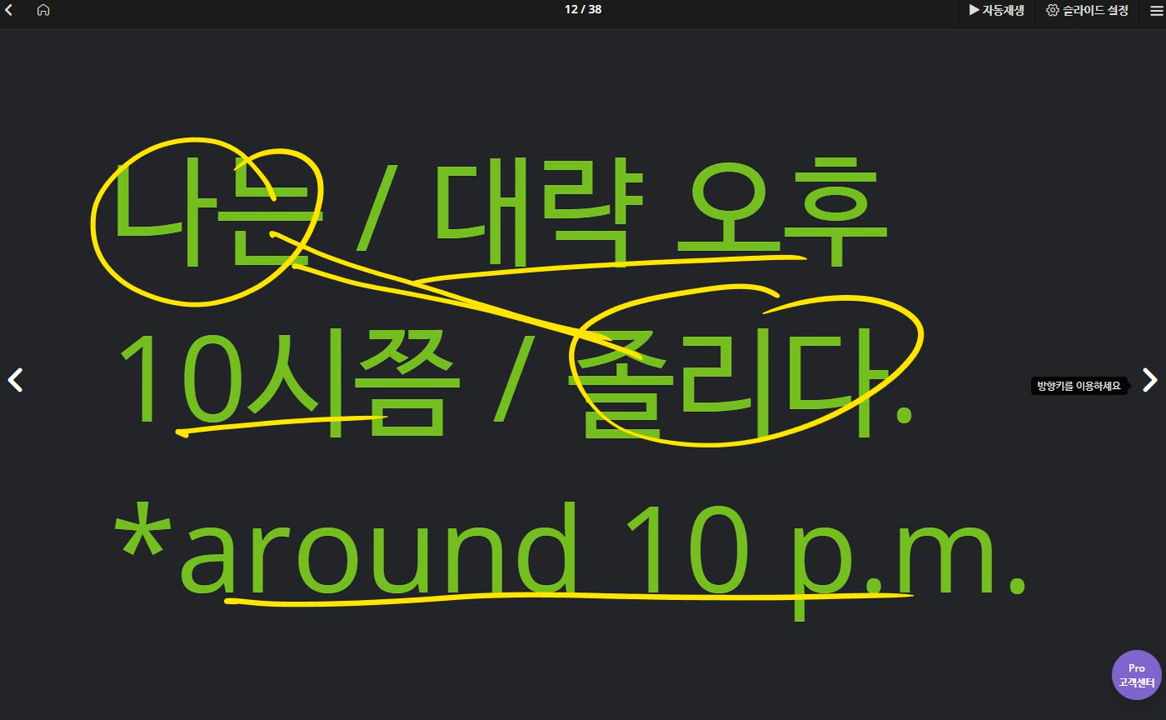 12 / 38
▶ 자동재생
슬라이드 설정
나는 / 대략 오후
10시쯤 / 졸리다.
*around 10 p.m.
방향키를 이용하세요
Pro
고객센터